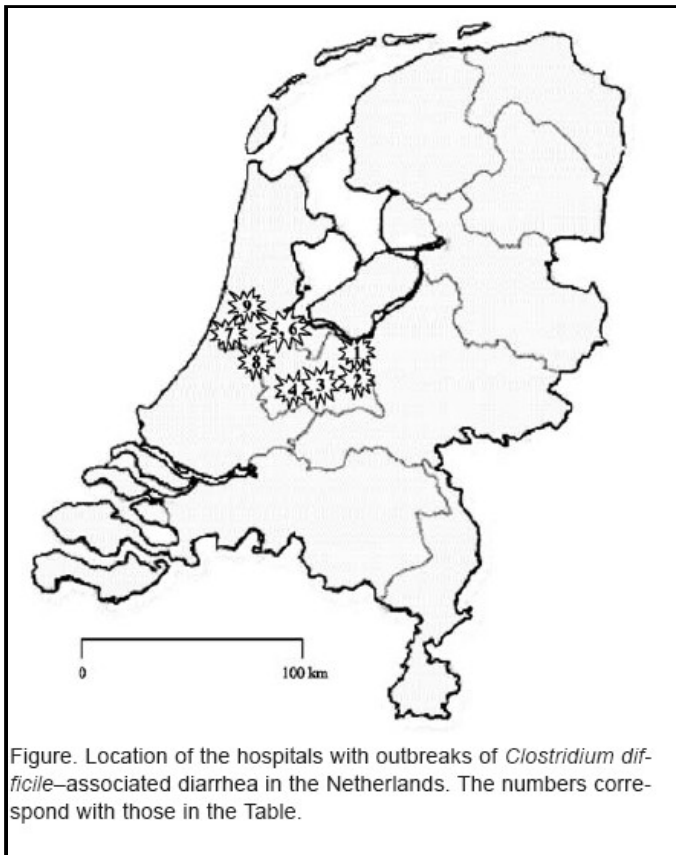 9
7
5, 6
8
1
4
3
2
0
100 km
Figure. Location of the hospitals with outbreaks of Clostridium dif-
ficile–associated diarrhea in the Netherlands. The numbers corre-
spond with those in the Table.